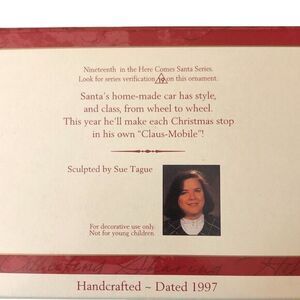 Nineteenth in the Here Comes Santa Series.
Look for series verification 19 on this ornament.
Santa's home-made car has style,
and class, from wheel to wheel.
This year he'll make each Christmas stop
in his own “Claus-Mobile”!
Sculpted by Sue Tague
For decorative use only
Not for young children
Handcrafted ~ Dated 1997